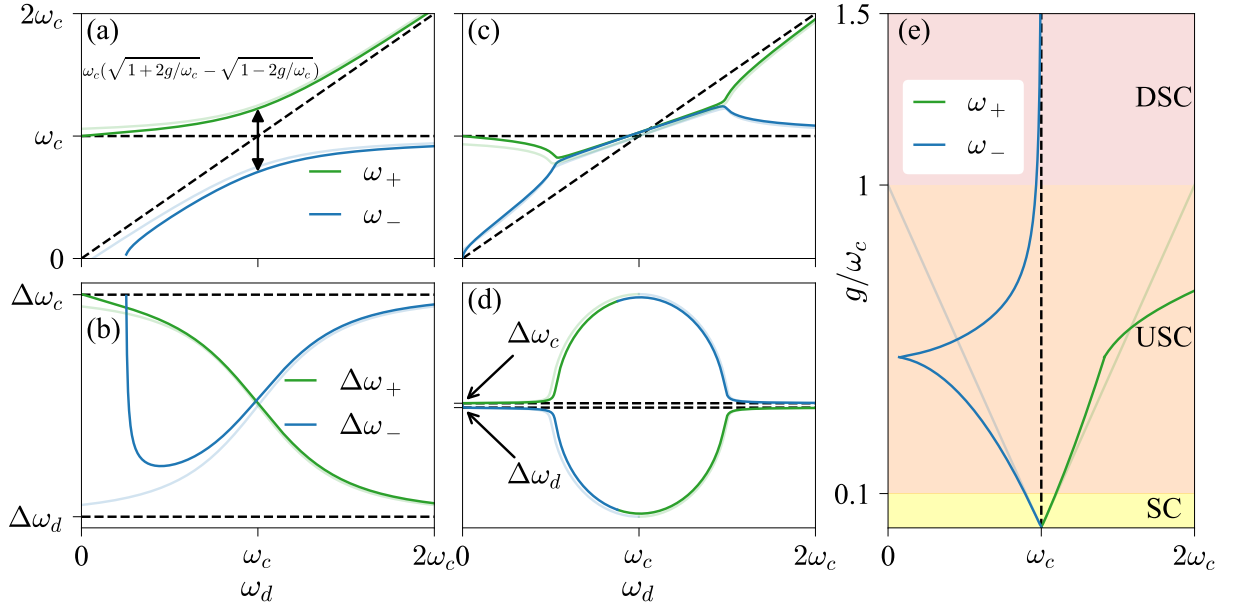 (a)
2ω_c
ω_c(√1+2g/ω_c − √1−2g/ω_c)
ω_c
0
ω_+
ω_−
(b)
Δω_c
Δω_d
Δω_+
Δω_−
0
ω_c
2ω_c
ω_d
(c)
(d)
Δω_c
Δω_d
0
ω_c
2ω_c
ω_d
(e)
1.5
1
0.1
g/ω_c
ω_+
ω_−
DSC
USC
SC
0
ω_c
2ω_c